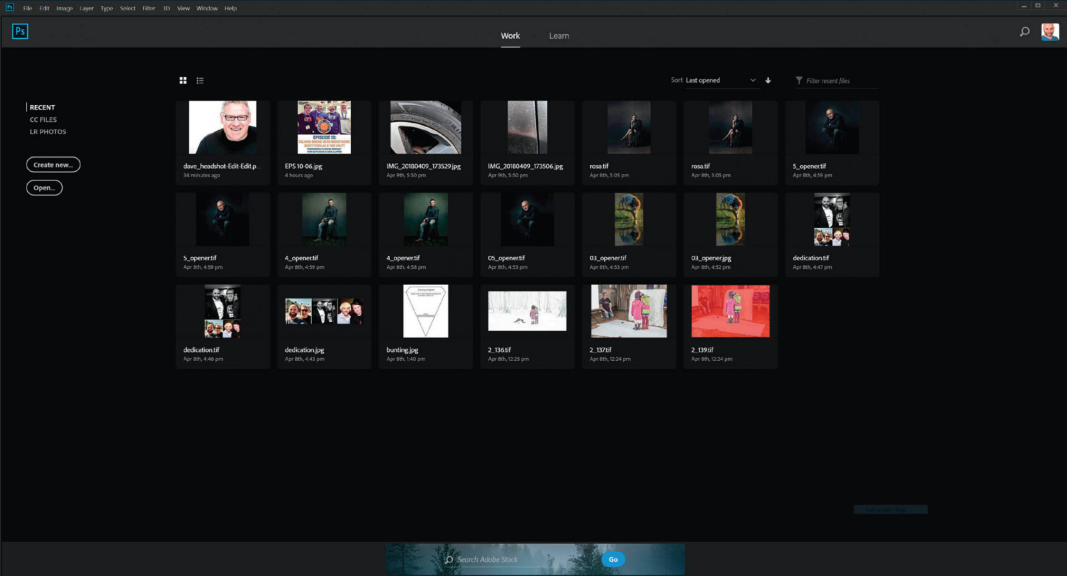 Ps File Edit Image Layer Type Select Filter 3D View Window Help
Ps
Work Learn
Sort Last opened Filter recent files
RECENT
CC FILES
LR PHOTOS
Create new...
Open...
EPISODE 10:
dave_headshot-Edit-Edit.p... EPS 10-06.jpg IMG_20180409_173529.jpg IMG_20180409_173506.jpg rosa.tif rosa.tif 5_opener.tif
34 minutes ago 4 hours ago Apr 9th, 5:50 pm Apr 9th, 5:50 pm Apr 8th, 5:05 pm Apr 8th, 5:05 pm Apr 8th, 4:59 pm
5_opener.tif 4_opener.tif 4_opener.tif 05_opener.tif 03_opener.tif 03_opener.jpg dedication.tif
Apr 8th, 4:59 pm Apr 8th, 4:59 pm Apr 8th, 4:58 pm Apr 8th, 4:53 pm Apr 8th, 4:53 pm Apr 8th, 4:52 pm Apr 8th, 4:47 pm
dedication.tif dedication.jpg bunting.jpg 2_136.tif 2_137.tif 2_139.tif
Apr 8th, 4:46 pm Apr 8th, 4:43 pm Apr 8th, 1:40 pm Apr 8th, 12:25 pm Apr 8th, 12:24 pm Apr 8th, 12:24 pm
Search Adobe Stock Go